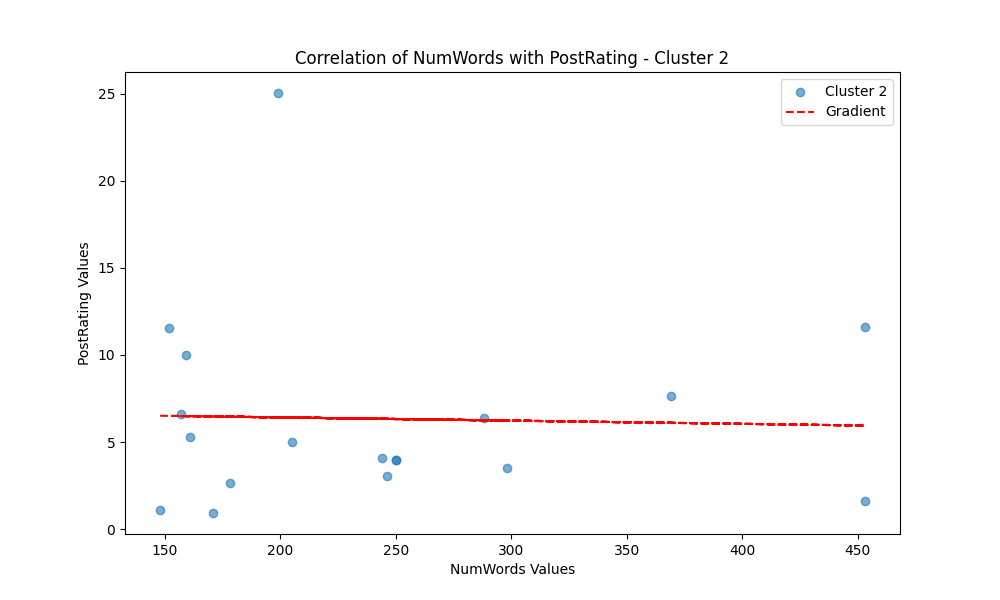 Correlation of NumWords with PostRating - Cluster 2
Cluster 2
Gradient
25
20
15
10
5
0
PostRating Values
150
200
250
300
350
400
450
NumWords Values